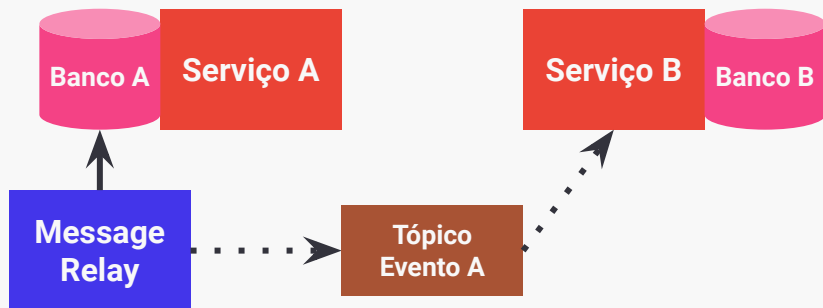 Banco A
Serviço A
Serviço B
Banco B
Message
Relay
Tópico
Evento A